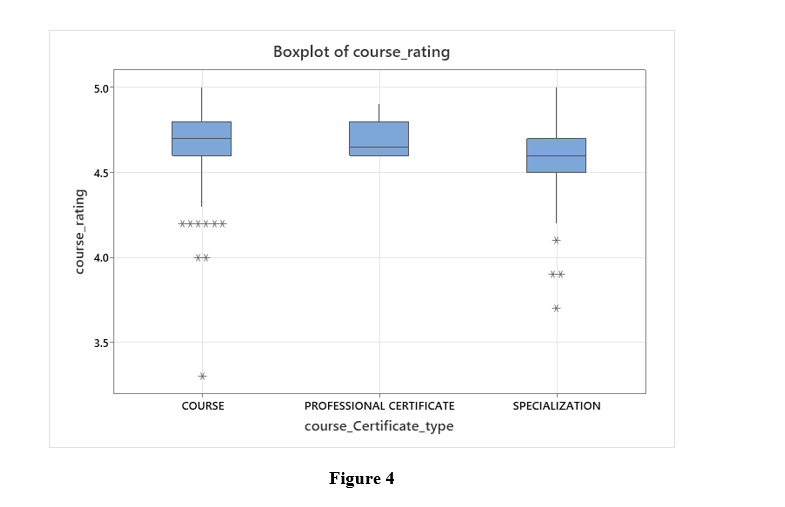 Boxplot of course_rating
5.0
4.5
4.0
3.5
course_rating
COURSE PROFESSIONAL CERTIFICATE SPECIALIZATION
course_Certificate_type
Figure 4